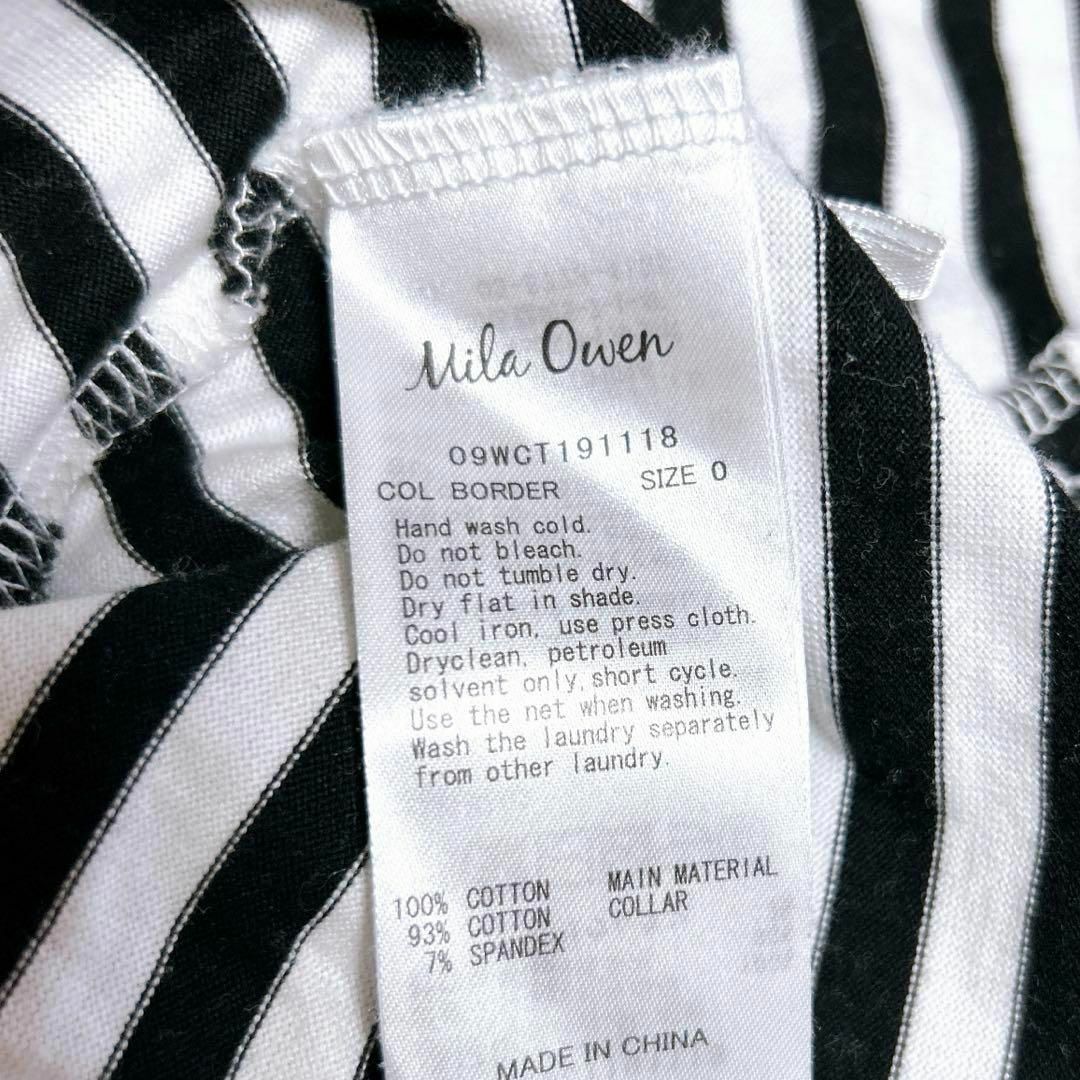 Mila Owen
09WCT191118
COL BORDER SIZE 0
Hand wash cold.
Do not bleach.
Do not tumble dry.
Dry flat in shade.
Cool iron, use press cloth.
Dryclean, petroleum
solvent only, short cycle.
Use the net when washing.
Wash the laundry separately
from other laundry.
100% COTTON MAIN MATERIAL
93% COTTON COLLAR
7% SPANDEX
MADE IN CHINA